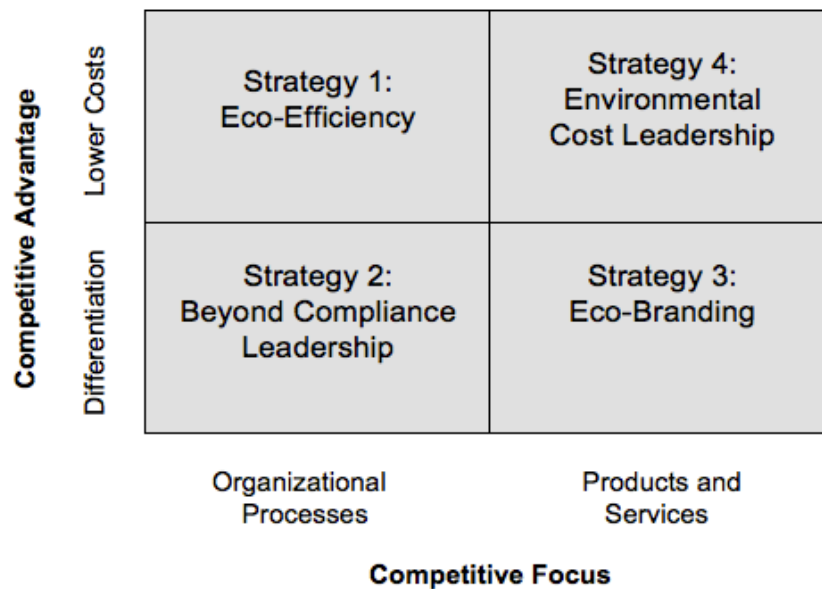 Competitive Advantage
Lower Costs
Differentiation
Strategy 1:
Eco-Efficiency
Strategy 4:
Environmental
Cost Leadership
Strategy 2:
Beyond Compliance
Leadership
Strategy 3:
Eco-Branding
Organizational
Processes
Products and
Services
Competitive Focus